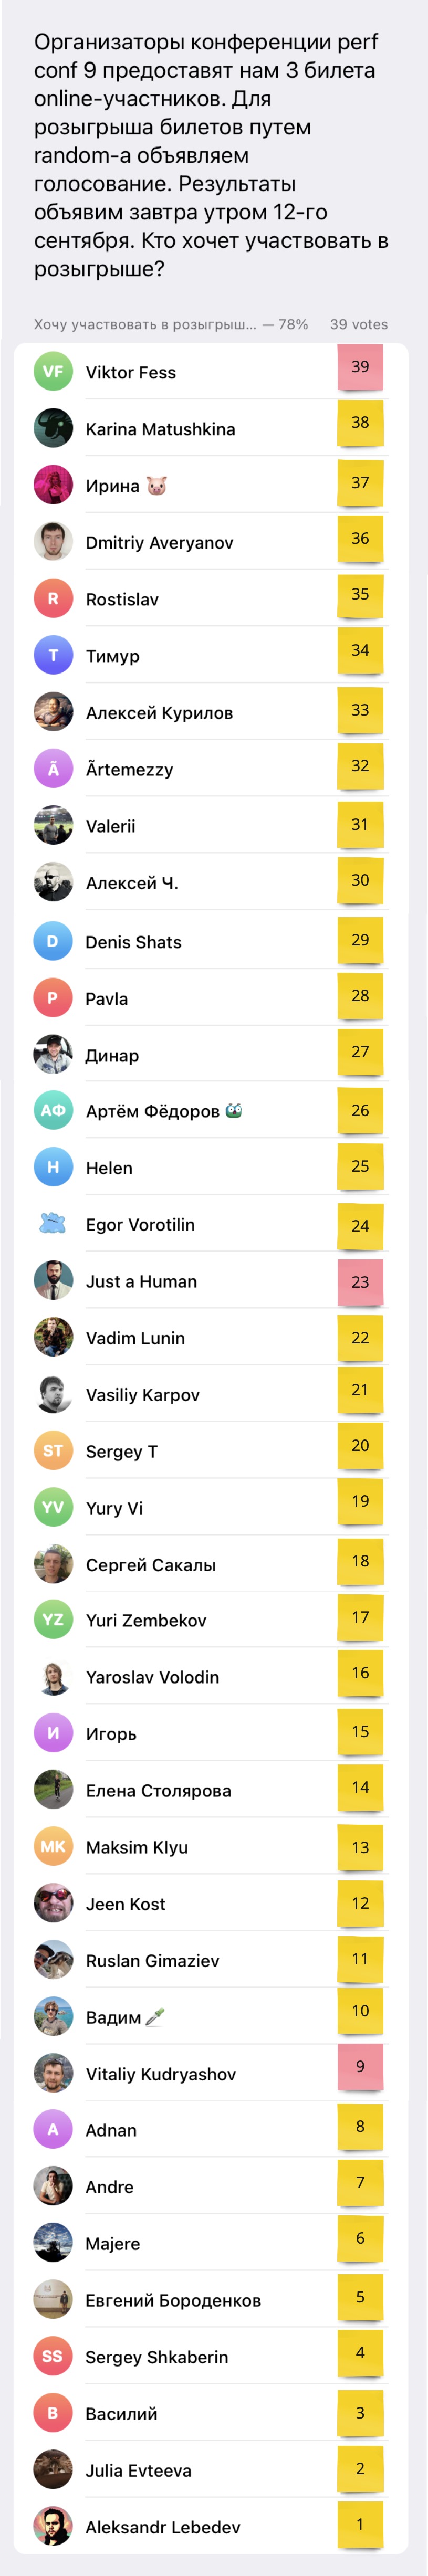 Организаторы конференции perf
conf 9 предоставят нам 3 билета
online-участников. Для
розыгрыша билетов путем
random-а объявляем
голосование. Результаты
объявим завтра утром 12-го
сентября. Кто хочет участвовать в
розыгрыше?
Хочу участвовать в розыгрыш... — 78% 39 votes
VF Viktor Fess 39
Karina Matushkina 38
Ирина 🐷 37
Dmitriy Averyanov 36
R Rostislav 35
Т Тимур 34
Алексей Курилов 33
Ã Ãrtemezzy 32
Valerii 31
Алексей Ч. 30
D Denis Shats 29
P Pavla 28
Динар 27
АФ Артём Фёдоров 26
H Helen 25
Egor Vorotilin 24
Just a Human 23
Vadim Lunin 22
Vasiliy Karpov 21
ST Sergey T 20
YV Yury Vi 19
Сергей Сакалы 18
YZ Yuri Zembekov 17
Yaroslav Volodin 16
И Игорь 15
Елена Столярова 14
MK Maksim Klyu 13
Jeen Kost 12
Ruslan Gimaziev 11
Вадим 10
Vitaliy Kudryashov 9
A Adnan 8
Andre 7
Majere 6
Евгений Бороденков 5
SS Sergey Shkaberin 4
В Василий 3
Julia Evteeva 2
Aleksandr Lebedev 1